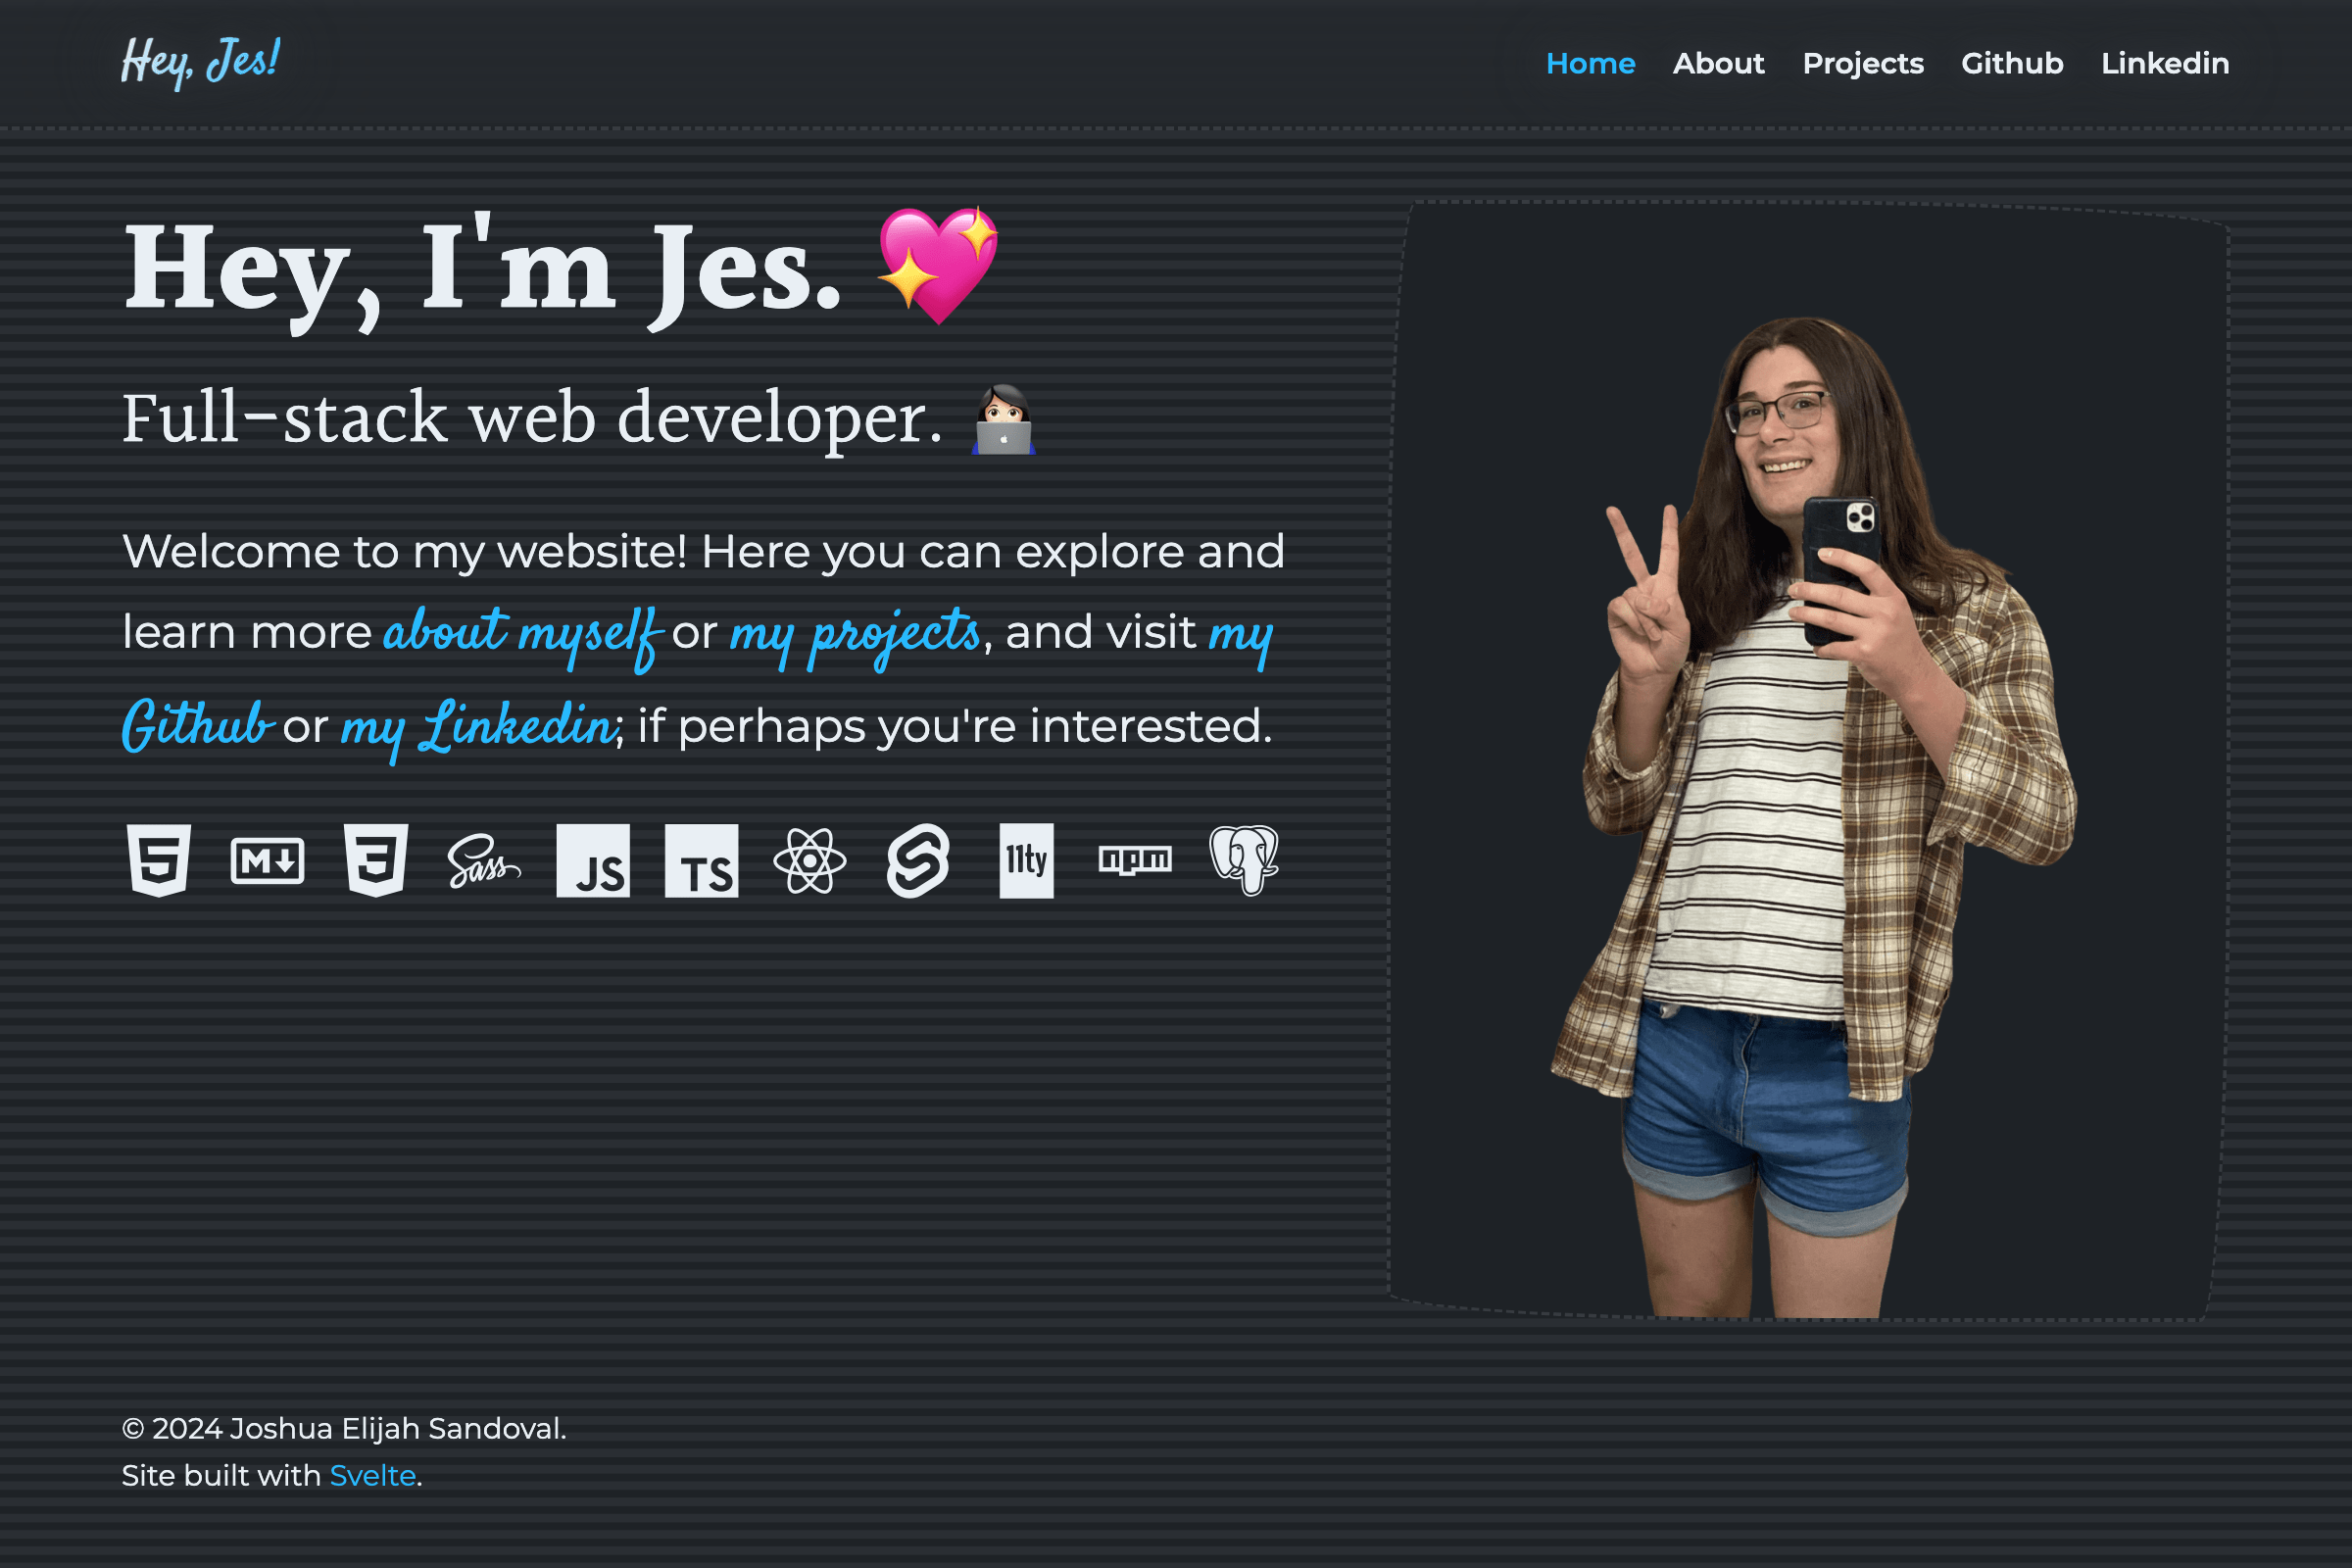 Hey, Jes!
Home About Projects Github Linkedin
Hey, I'm Jes. 💖
Full-stack web developer. 👩🏻‍💻
Welcome to my website! Here you can explore and
learn more about myself or my projects, and visit my
Github or my Linkedin; if perhaps you're interested.
5 M 3 Sass JS TS 11ty npm
© 2024 Joshua Elijah Sandoval.
Site built with Svelte.